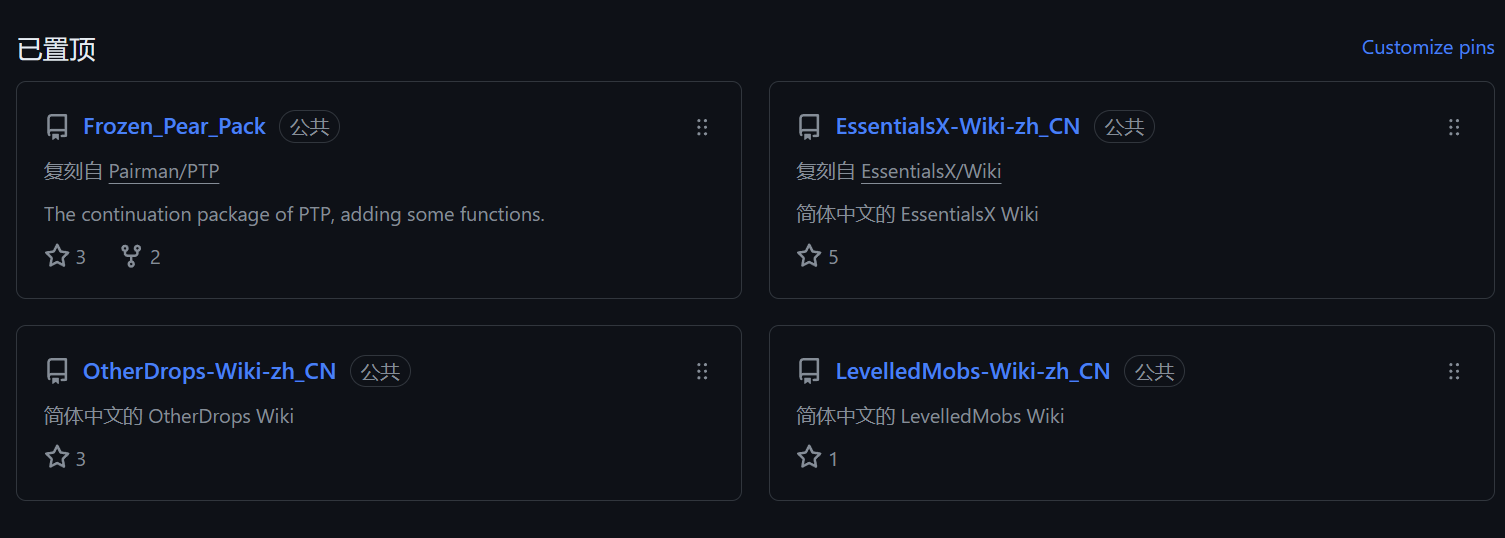 已置顶
Customize pins
Frozen_Pear_Pack 公共
复刻自 Pairman/PTP
The continuation package of PTP, adding some functions.
3 2
EssentialsX-Wiki-zh_CN 公共
复刻自 EssentialsX/Wiki
简体中文的 EssentialsX Wiki
5
OtherDrops-Wiki-zh_CN 公共
简体中文的 OtherDrops Wiki
3
LevelledMobs-Wiki-zh_CN 公共
简体中文的 LevelledMobs Wiki
1